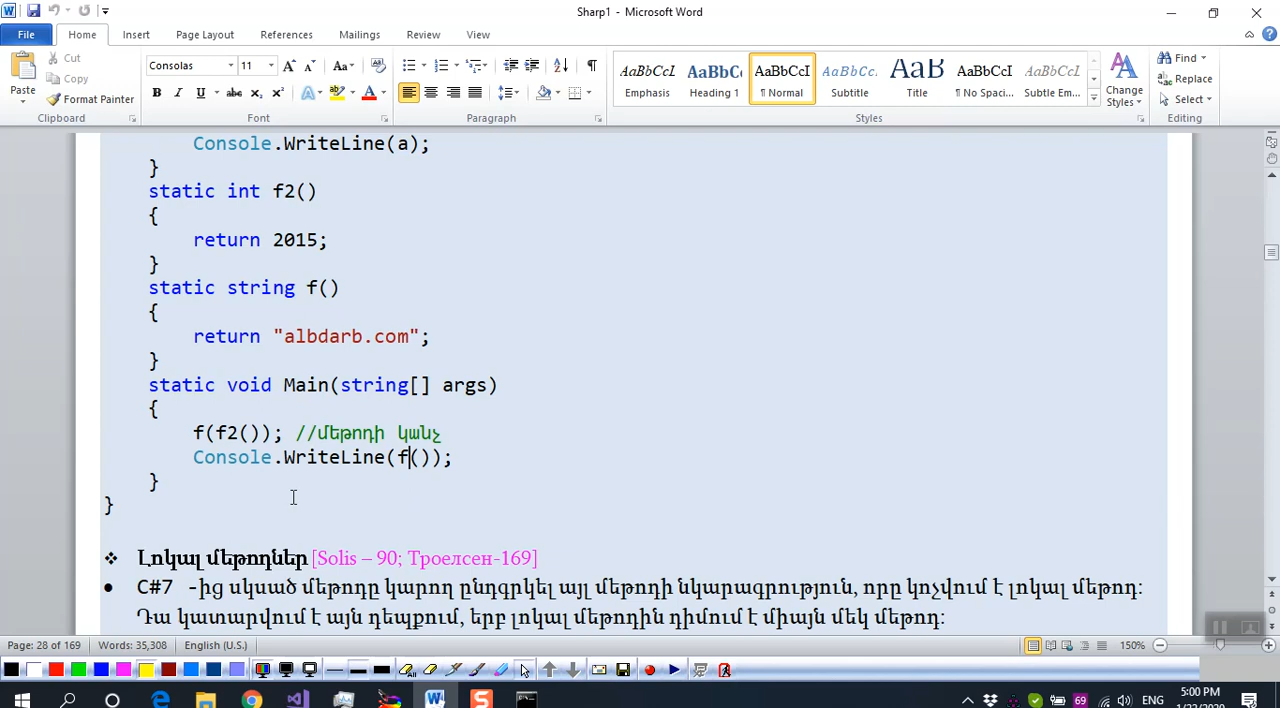 Sharp1 - Microsoft Word
File Home Insert Page Layout References Mailings Review View
Paste
Cut
Copy
Format Painter
Clipboard
Consolas 11
Font
Paragraph
AaBbCcI AaBbC AaBbCcI AaBbCc. AaB AaBbCcI AaBbCcI
Emphasis Heading 1 ¶ Normal Subtitle Title ¶ No Spaci... Subtle Em...
Change Styles
Styles
Find
Replace
Select
Editing
Console.WriteLine(a);
}
static int f2()
{
return 2015;
}
static string f()
{
return "albdarb.com";
}
static void Main(string[] args)
{
f(f2()); //մեթոդի կանչ
Console.WriteLine(f());
}
}
❖ Լոկալ մեթոդներ [Solis – 90; Троелсен-169]
• C#7 -ից սկսած մեթոդը կարող ընդգրկել այլ մեթոդի նկարագրություն, որը կոչվում է լոկալ մեթոդ:
Դա կատարվում է այն դեպքում, երբ լոկալ մեթոդին դիմում է միայն մեկ մեթոդ:
Page: 28 of 169 Words: 35,308 English (U.S.) 150%
69 ENG 5:00 PM